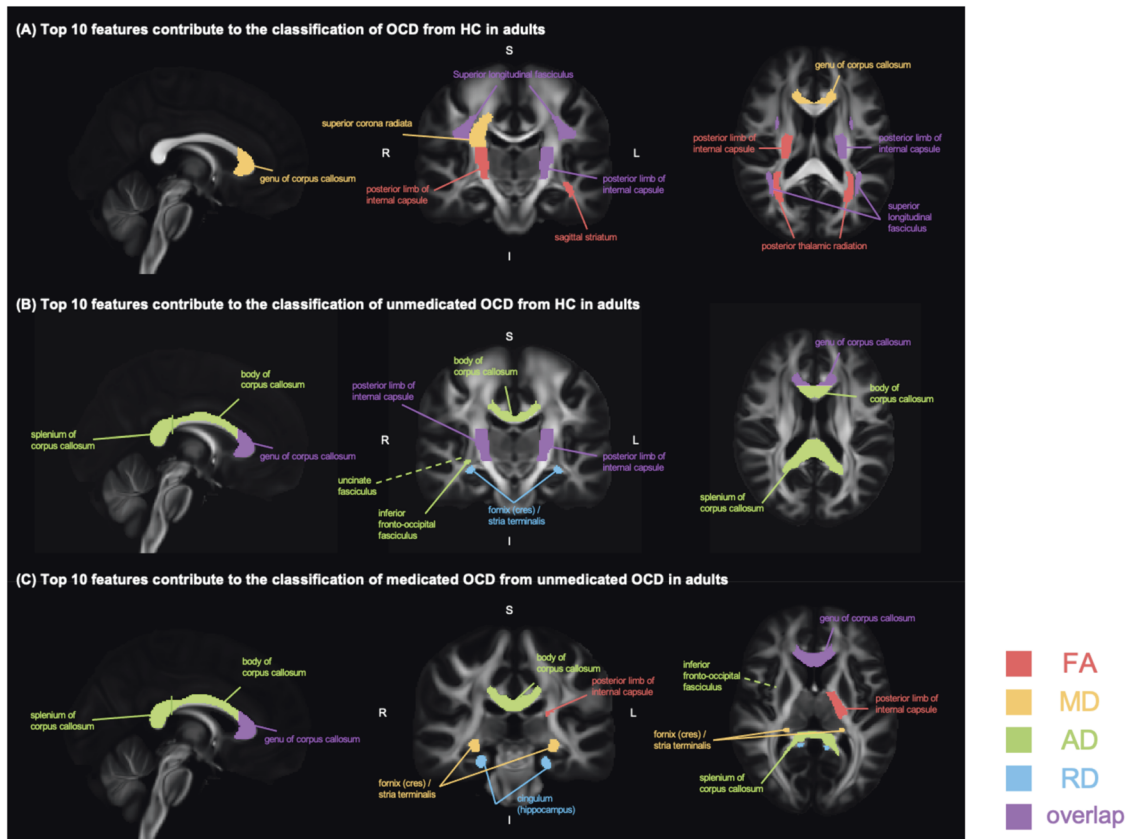 (A) Top 10 features contribute to the classification of OCD from HC in adults
S
genu of corpus callosum
Superior longitudinal fasciculus
superior corona radiata
R
L
posterior limb of
internal capsule
posterior limb of
internal capsule
genu of corpus callosum
posterior limb of
internal capsule
posterior limb of
internal capsule
superior
longitudinal
fasciculus
sagittal striatum
posterior thalamic radiation
I
(B) Top 10 features contribute to the classification of unmedicated OCD from HC in adults
S
genu of corpus callosum
body of
corpus callosum
body of
corpus callosum
posterior limb of
internal capsule
body of
corpus callosum
splenium of
corpus callosum
R
L
genu of corpus callosum
posterior limb of
internal capsule
uncinate
fasciculus
fornix (cres) /
stria terminalis
splenium of
corpus callosum
inferior
fronto-occipital
fasciculus
I
(C) Top 10 features contribute to the classification of medicated OCD from unmedicated OCD in adults
S
genu of corpus callosum
body of
corpus callosum
body of
corpus callosum
posterior limb of
internal capsule
inferior
fronto-occipital
fasciculus
splenium of
corpus callosum
R
L
posterior limb of
internal capsule
genu of corpus callosum
fornix (cres) /
stria terminalis
fornix (cres) /
stria terminalis
cingulum
(hippocampus)
splenium of
corpus callosum
I
FA
MD
AD
RD
overlap